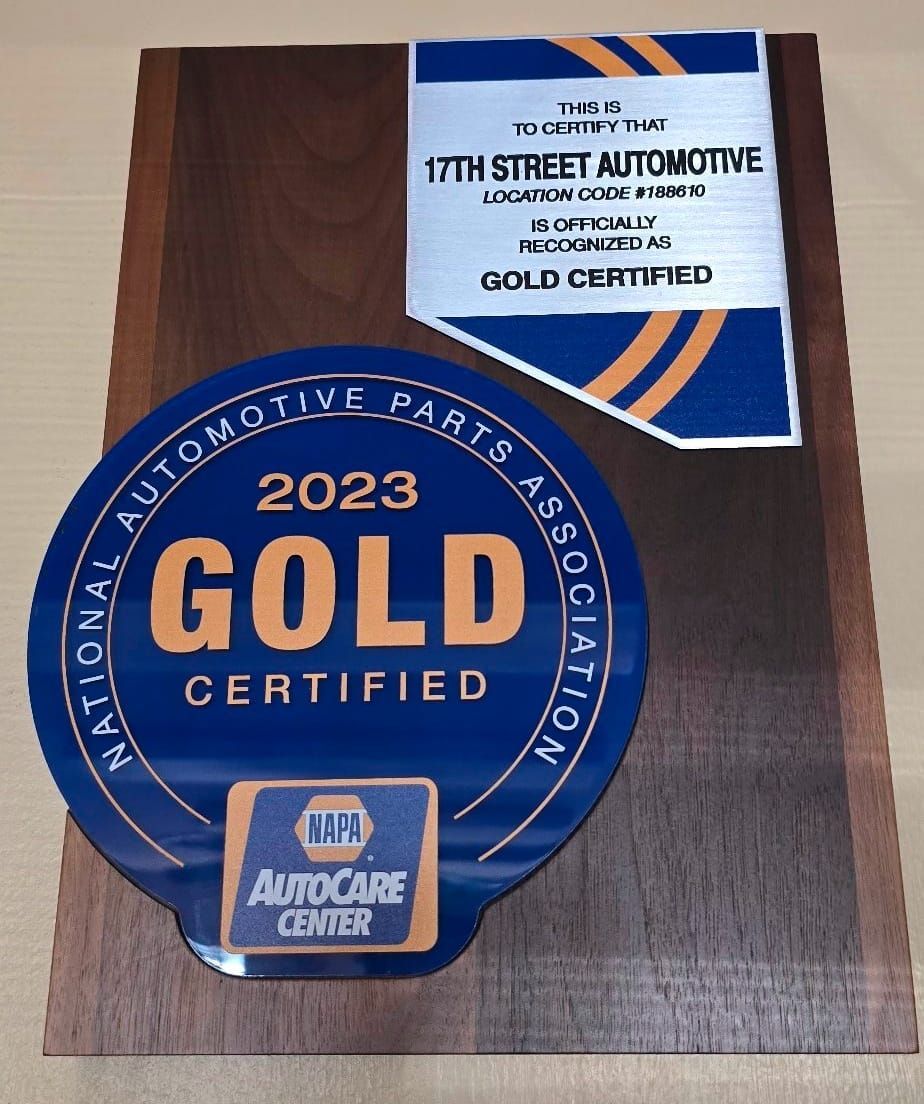 THIS IS
TO CERTIFY THAT
17TH STREET AUTOMOTIVE
LOCATION CODE #188610
IS OFFICIALLY
RECOGNIZED AS
GOLD CERTIFIED
NATIONAL AUTOMOTIVE PARTS ASSOCIATION
2023
GOLD
CERTIFIED
NAPA
AUTOCARE
CENTER